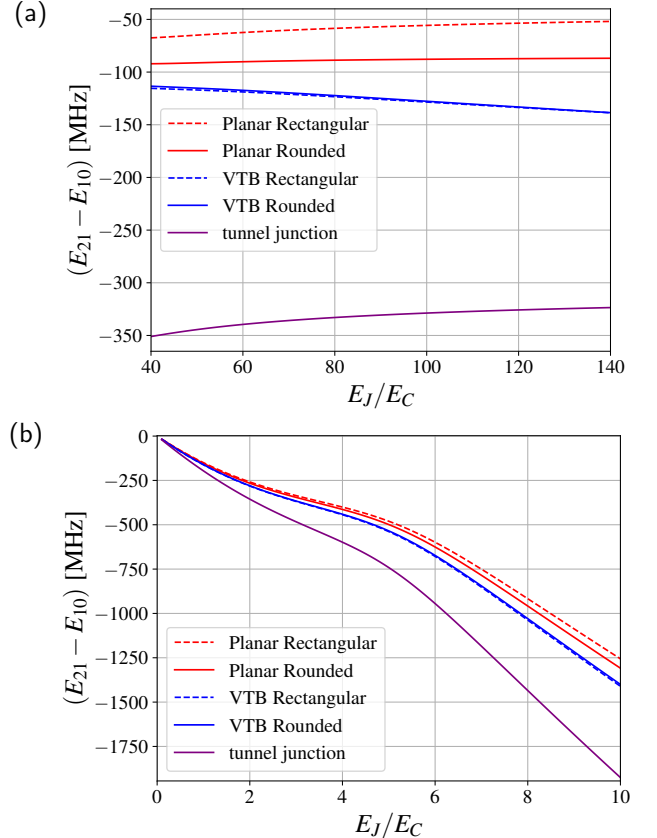 (a)
(E21 − E10) [MHz]
−50
−100
−150
−200
−250
−300
−350
Planar Rectangular
Planar Rounded
VTB Rectangular
VTB Rounded
tunnel junction
40 60 80 100 120 140
EJ/EC
(b)
(E21 − E10) [MHz]
0
−250
−500
−750
−1000
−1250
−1500
−1750
Planar Rectangular
Planar Rounded
VTB Rectangular
VTB Rounded
tunnel junction
0 2 4 6 8 10
EJ/EC